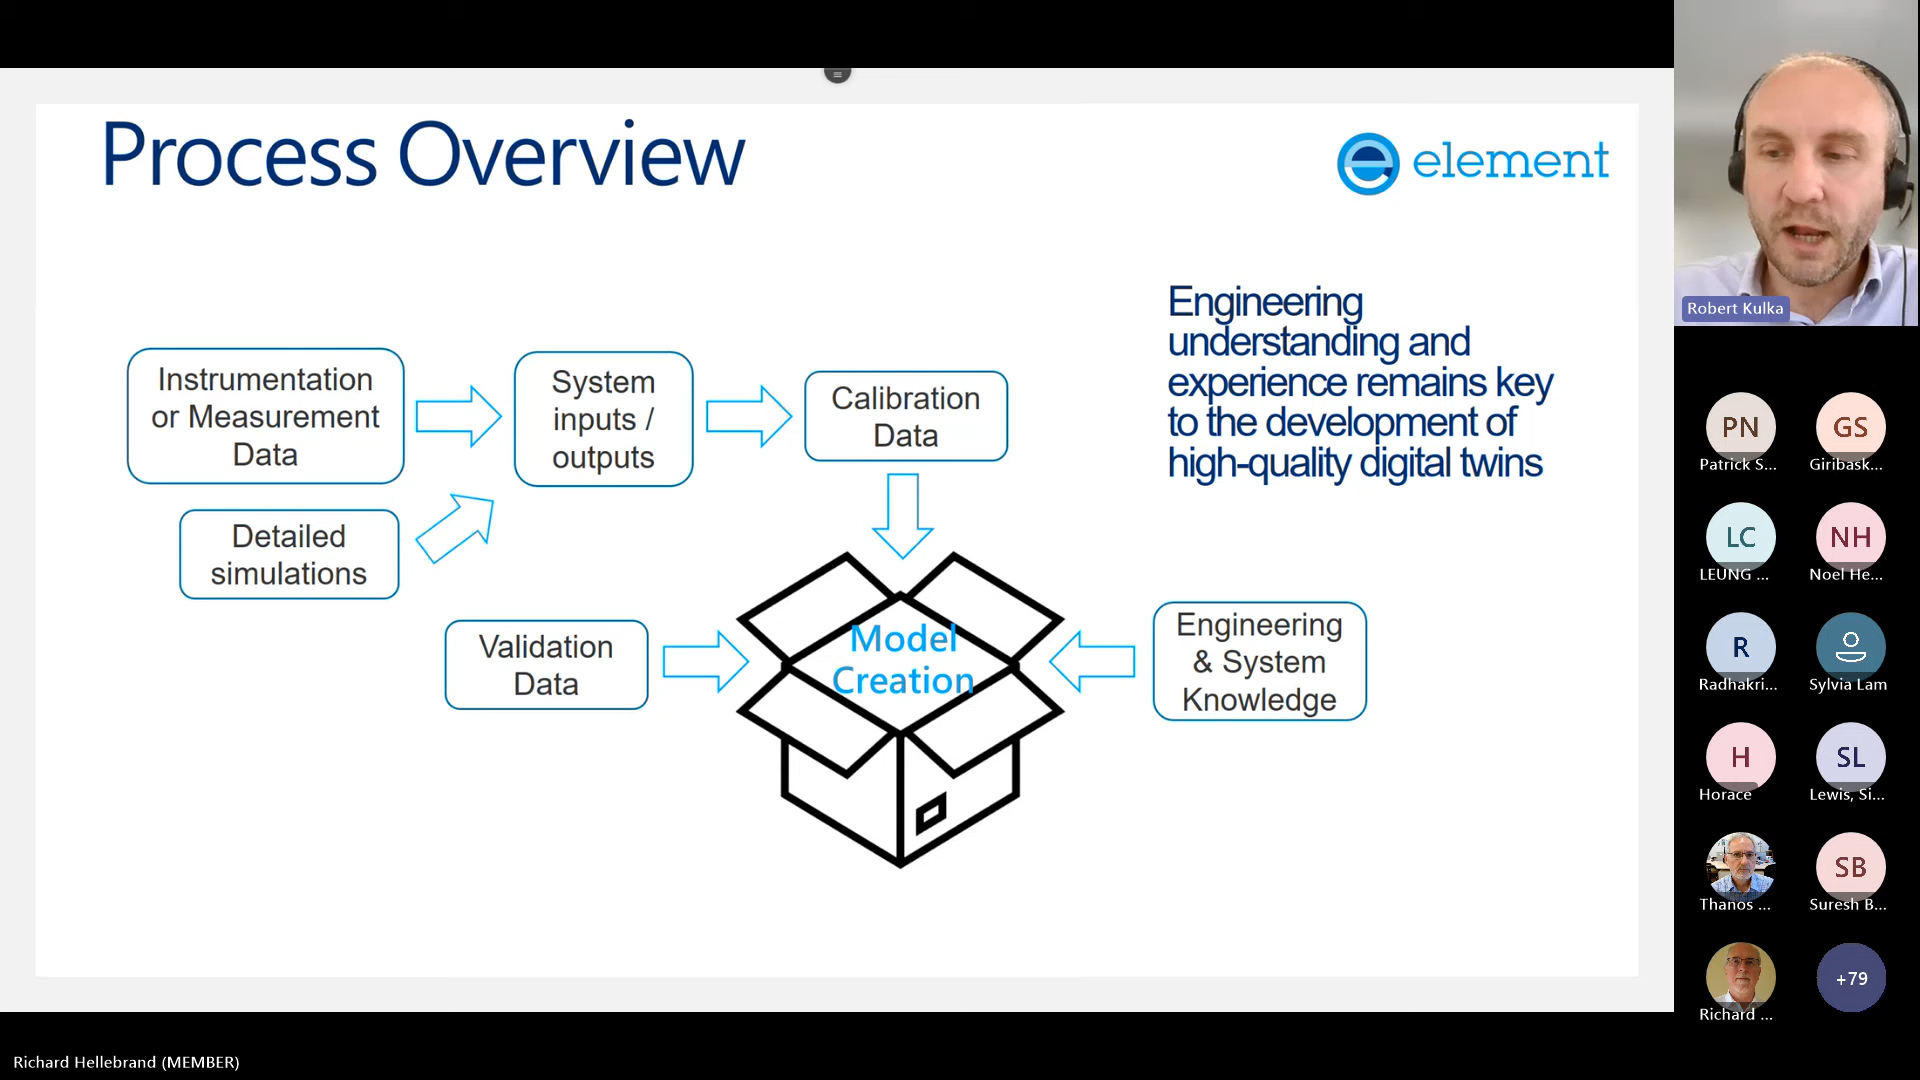 Process Overview
element
Engineering
understanding and
experience remains key
to the development of
high-quality digital twins
Instrumentation
or Measurement
Data
System
inputs /
outputs
Calibration
Data
Detailed
simulations
Validation
Data
Model
Creation
Engineering
& System
Knowledge
Robert Kulka
PN
Patrick S...
GS
Giribask...
LC
LEUNG ...
NH
Noel He...
R
Radhakri...
Sylvia Lam
H
Horace
SL
Lewis, Si...
Thanos ...
SB
Suresh B...
Richard ...
+79
Richard Hellebrand (MEMBER)